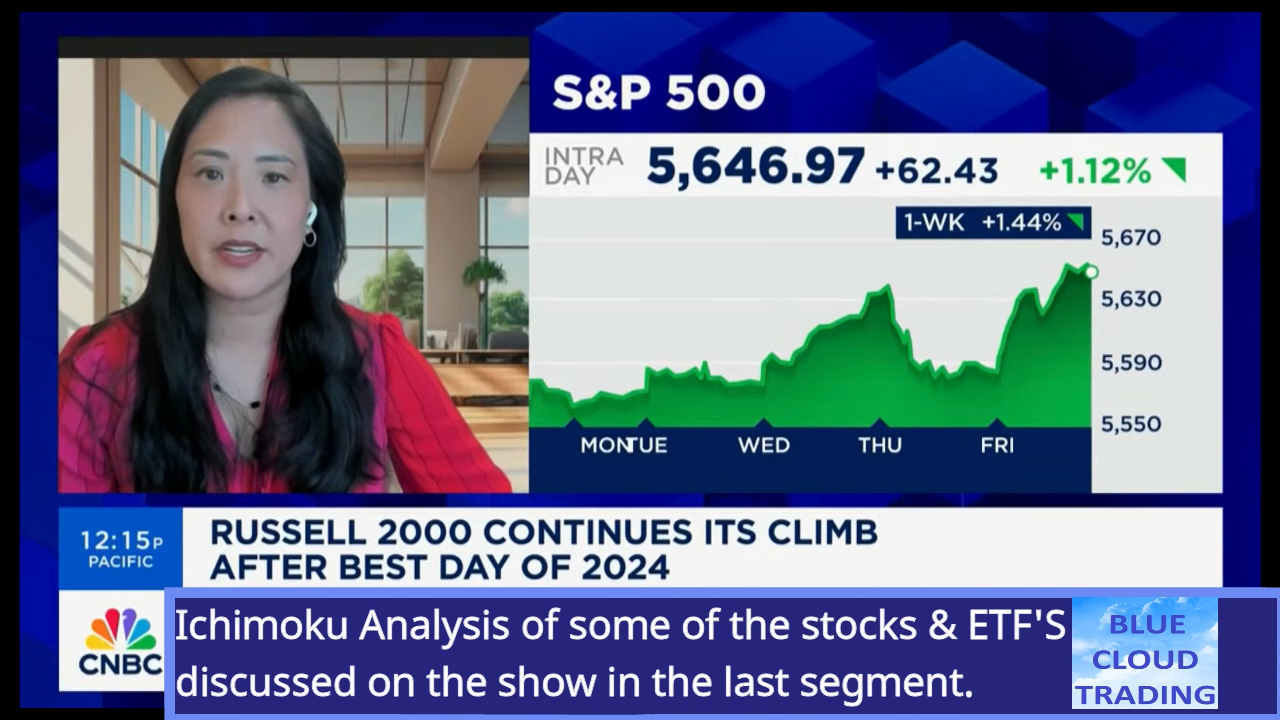 S&P 500
INTRA
DAY
5,646.97 +62.43 +1.12%
1-WK +1.44%
5,670
5,630
5,590
5,550
MON TUE WED THU FRI
12:15P
PACIFIC
RUSSELL 2000 CONTINUES ITS CLIMB
AFTER BEST DAY OF 2024
CNBC
Ichimoku Analysis of some of the stocks & ETF'S
discussed on the show in the last segment.
BLUE
CLOUD
TRADING